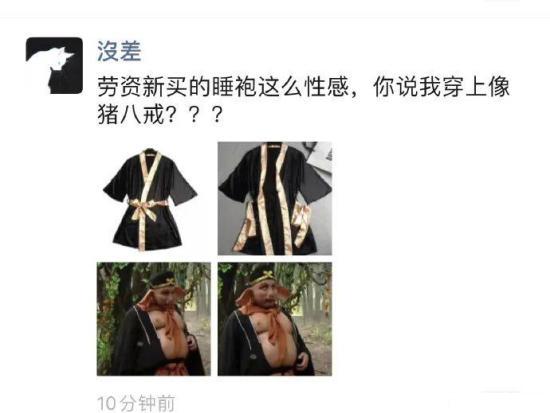 沒差
劳资新买的睡袍这么性感，你说我穿上像
猪八戒？？？
10分钟前